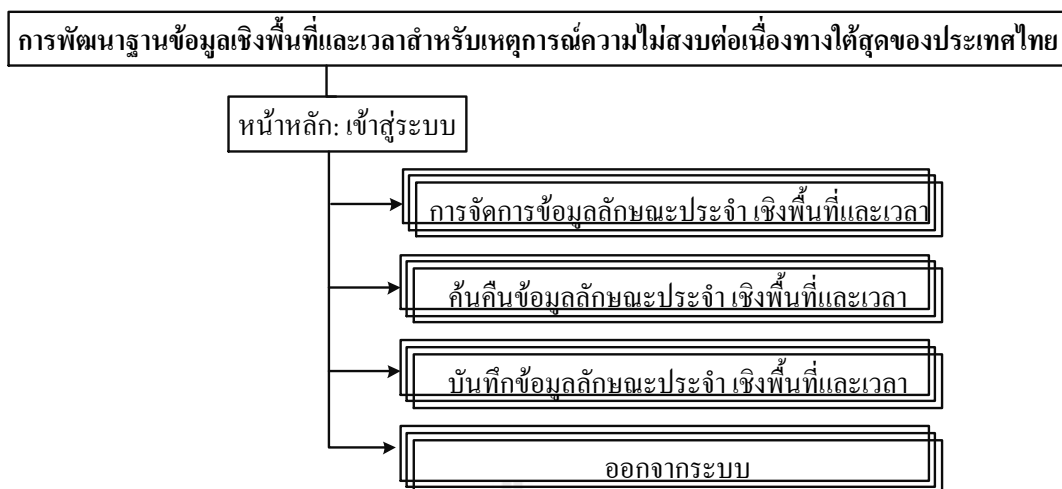 การพัฒนาฐานข้อมูลเชิงพื้นที่และเวลาสำหรับเหตุการณ์ความไม่สงบต่อเนื่องทางใต้สุดของประเทศไทย
หน้าหลัก: เข้าสู่ระบบ
การจัดการข้อมูลลักษณะประจำ เชิงพื้นที่และเวลา
ค้นคืนข้อมูลลักษณะประจำ เชิงพื้นที่และเวลา
บันทึกข้อมูลลักษณะประจำ เชิงพื้นที่และเวลา
ออกจากระบบ